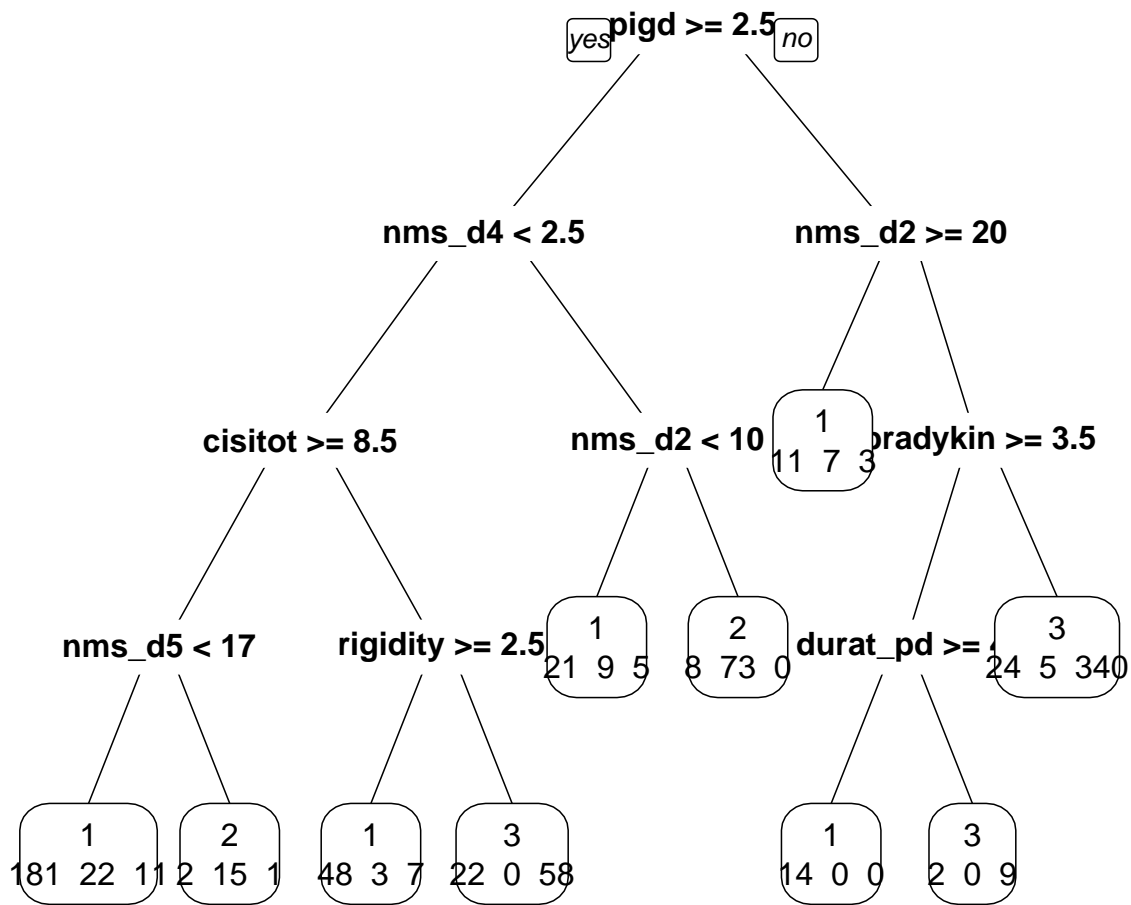 yes pigd >= 2.5 no
nms_d4 < 2.5 nms_d2 >= 20
cisitot >= 8.5 nms_d2 < 10 1 bradykin >= 3.5
11 7 3
nms_d5 < 17 rigidity >= 2.5 1 2 durat_pd >= 3
21 9 5 8 73 0 24 5 340
1 2 1 3 1 3
181 22 11 2 15 1 48 3 7 22 0 58 14 0 0 2 0 9